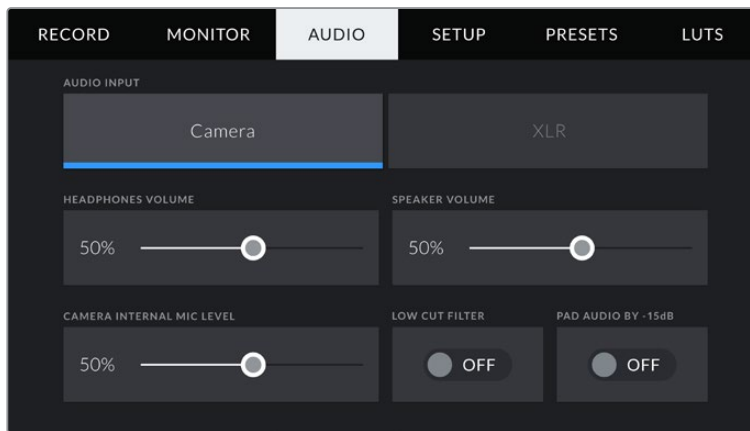 RECORD MONITOR AUDIO SETUP PRESETS LUTS
AUDIO INPUT
Camera XLR
HEADPHONES VOLUME SPEAKER VOLUME
50% 50%
CAMERA INTERNAL MIC LEVEL LOW CUT FILTER PAD AUDIO BY -15dB
50% OFF OFF